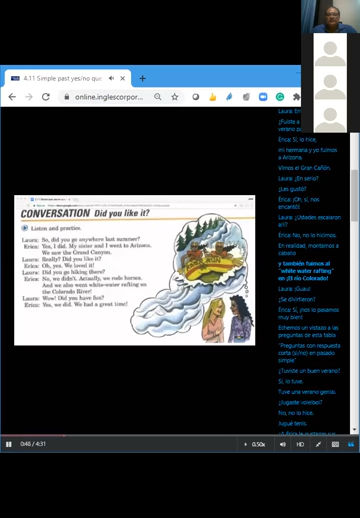 4.11 Simple past yes/no que
online.inglescorpor
CONVERSATION Did you like it?
Listen and practice.
Laura: So, did you go anywhere last summer?
Erica: Yes, I did. My sister and I went to Arizona.
We saw the Grand Canyon.
Laura: Really? Did you like it?
Erica: Oh, yes. We loved it!
Laura: Did you go hiking there?
Erica: No, we didn't. Actually, we rode horses.
And we also went white-water rafting on
the Colorado River!
Laura: Wow! Did you have fun?
Erica: Yes, we did. We had a great time!
¿Fuiste a
verano pa
Erica: Sí, lo hice,
mi hermana y yo fuimos
a Arizona.
Vimos el Gran Cañón.
Laura: ¿En serio?
¿Les gustó?
Erica: ¡Oh, sí, nos
encantó!
Laura: ¿Ustedes escalaron
allí?
Erica: No, no lo hicimos.
En realidad, montamos a
caballo
y también fuimos al
"white water rafling"
en ¡El río Colorado!
Laura: ¡Guau!
¿Se divirtieron?
Erica: Sí, ¡nos lo pasamos
muy bien!
Echemos un vistazo a las
preguntas de esta tabla
"Preguntas con respuesta
corta (sí/no) en pasado
simple"
¿Tuviste un buen verano?
Sí, lo tuve.
Tuve una verano genial.
¿Jugaste voleibol?
No, no lo hice.
Jugué tenis.
0:48 / 4:31
0.50x
HD